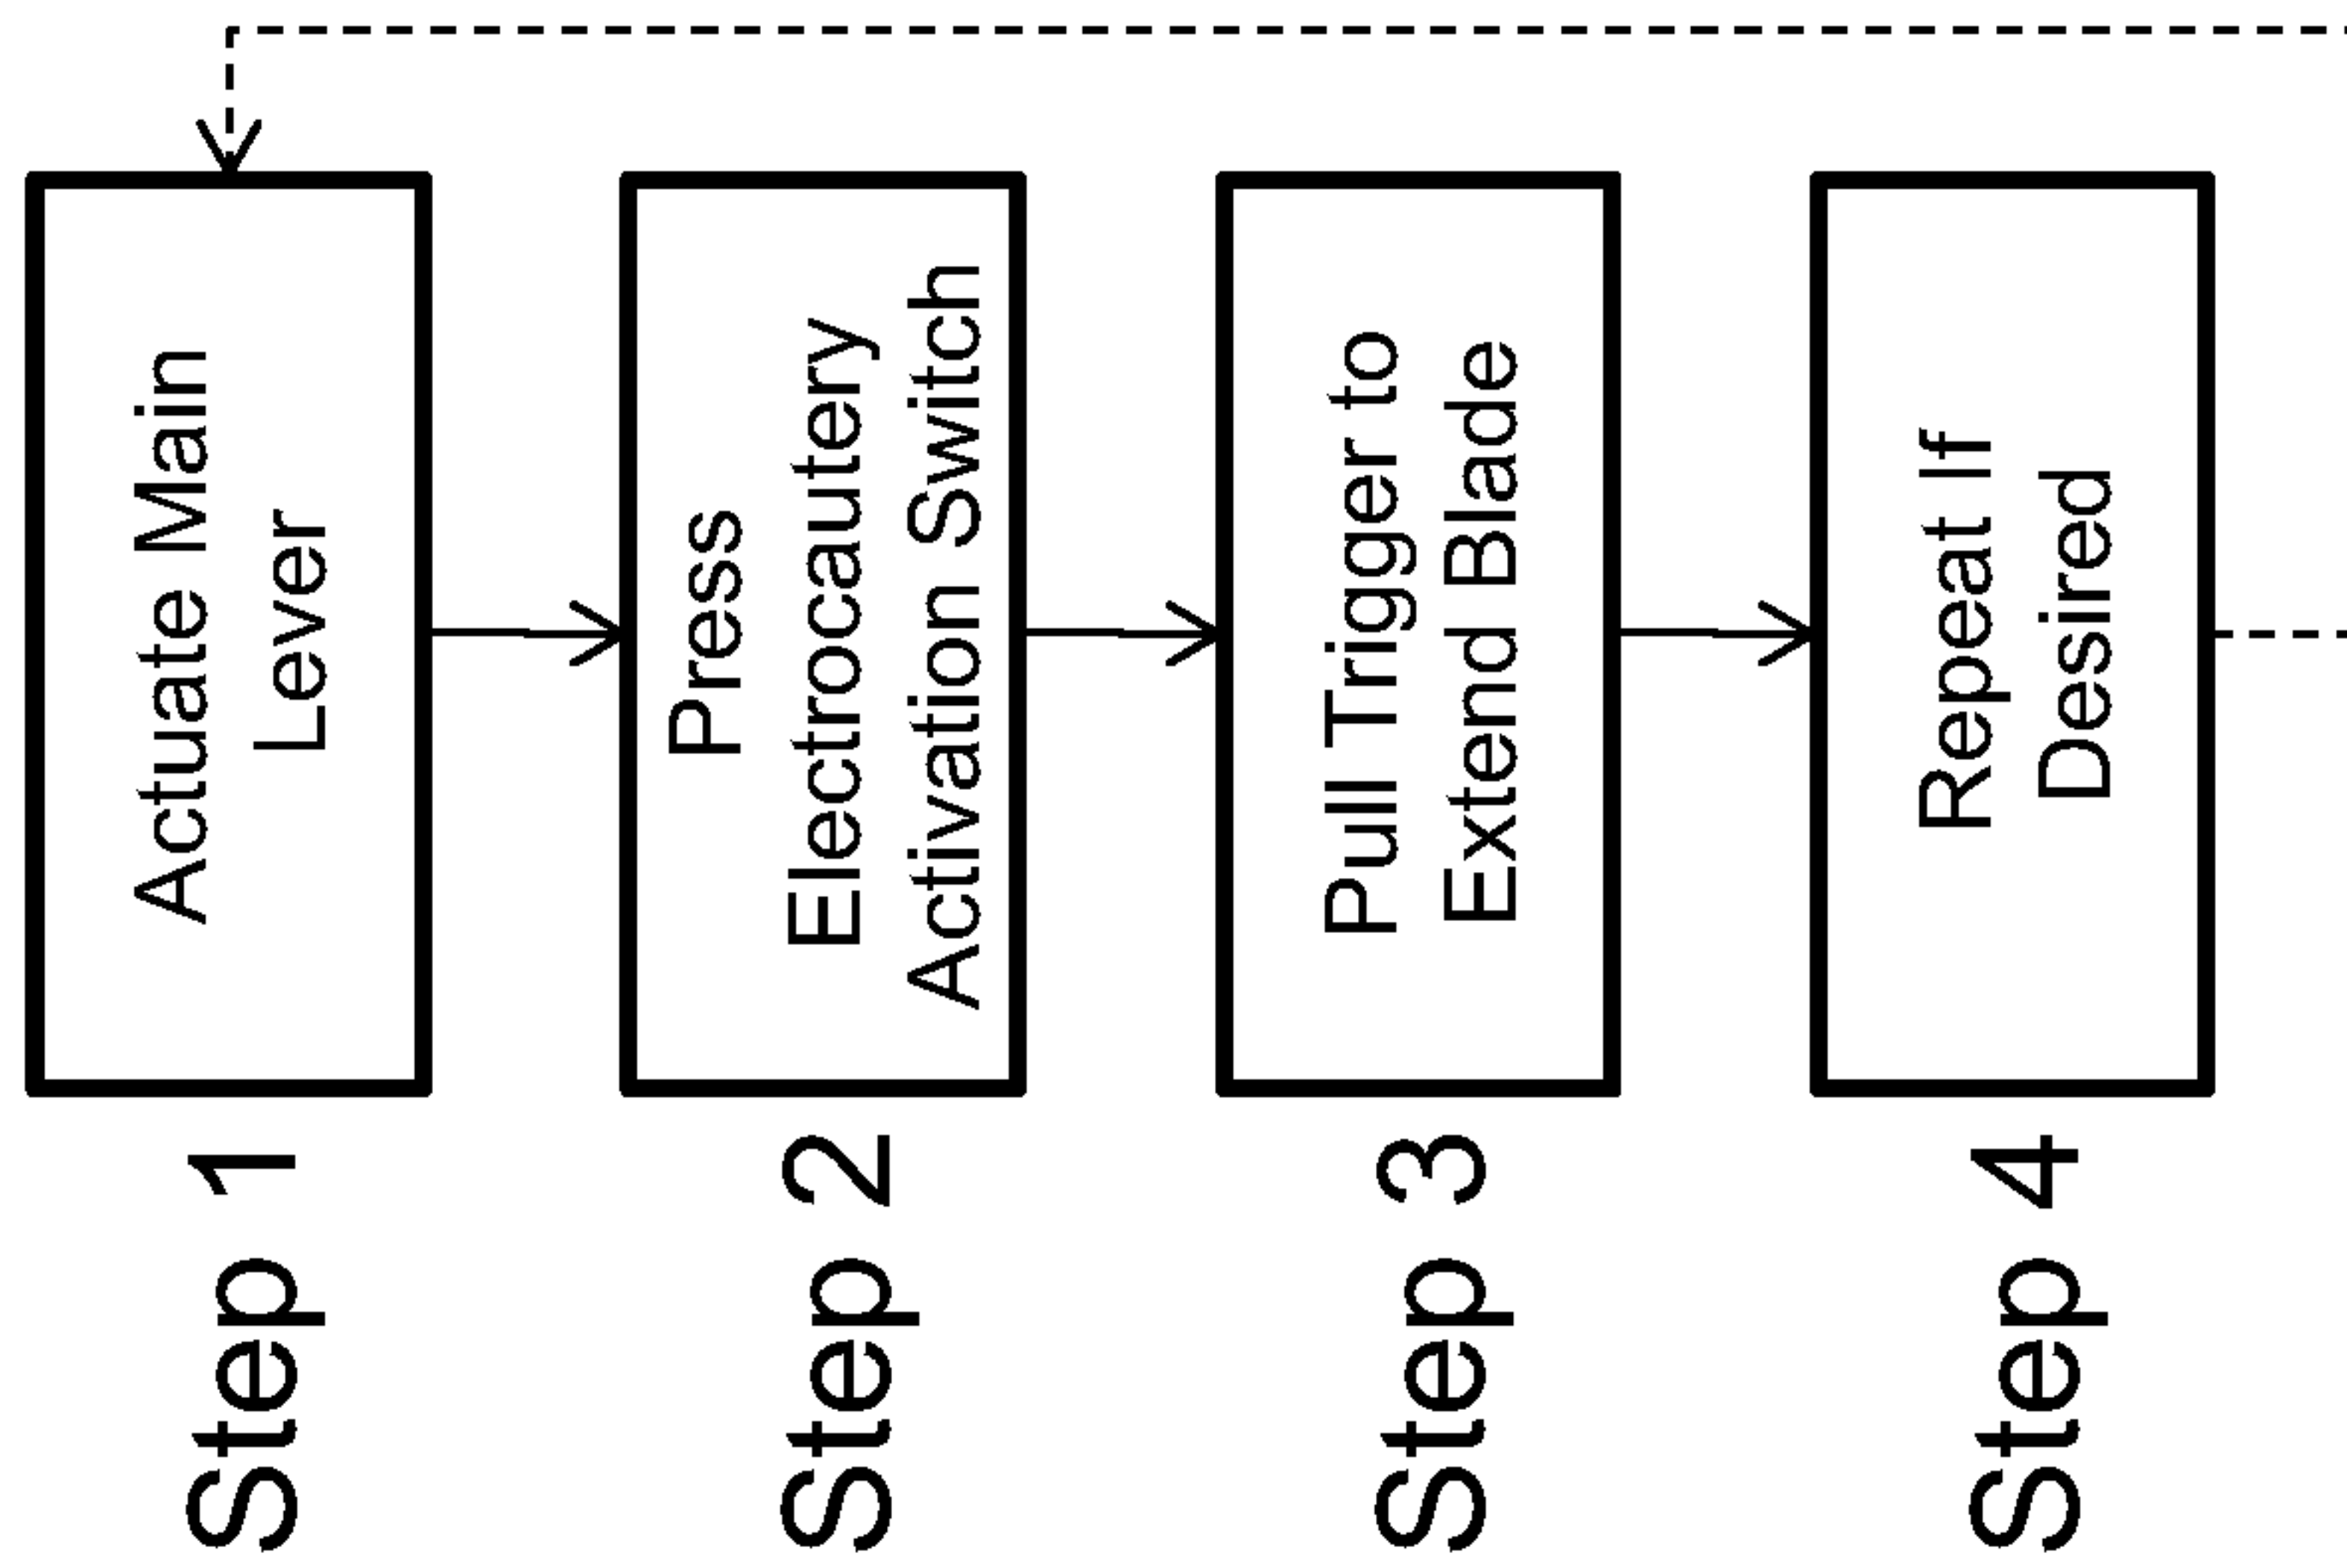 Step 1
Actuate Main
Lever
Step 2
Press
Electrocautery
Activation Switch
Step 3
Pull Trigger to
Extend Blade
Step 4
Repeat If
Desired